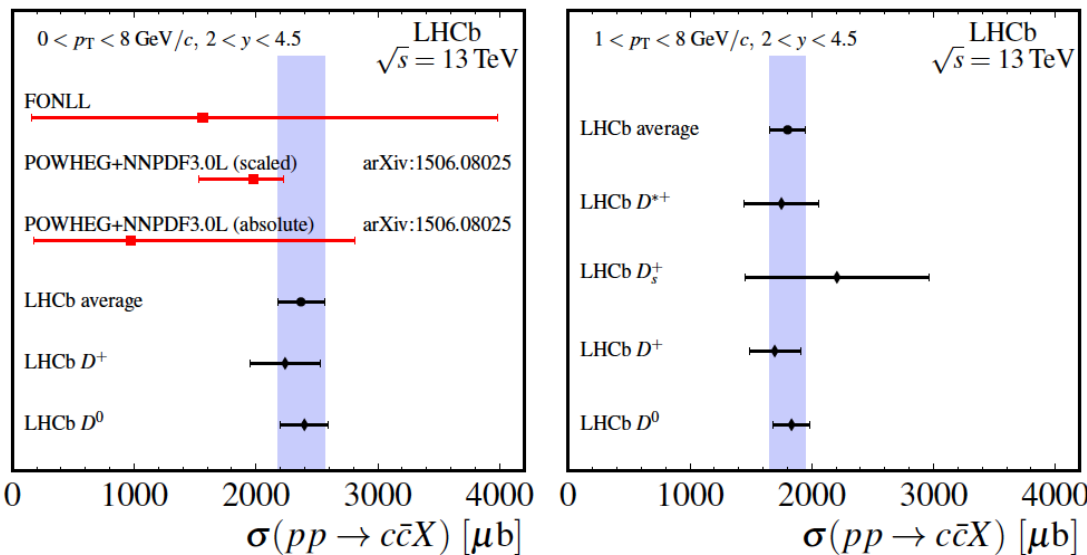 0 < p_T < 8 GeV/c, 2 < y < 4.5
LHCb
√s = 13 TeV
FONLL
POWHEG+NNPDF3.0L (scaled) arXiv:1506.08025
POWHEG+NNPDF3.0L (absolute) arXiv:1506.08025
LHCb average
LHCb D⁺
LHCb D⁰
0 1000 2000 3000 4000
σ(pp → cc̄X) [μb]
1 < p_T < 8 GeV/c, 2 < y < 4.5
LHCb
√s = 13 TeV
LHCb average
LHCb D*⁺
LHCb D_s⁺
LHCb D⁺
LHCb D⁰
0 1000 2000 3000 4000
σ(pp → cc̄X) [μb]